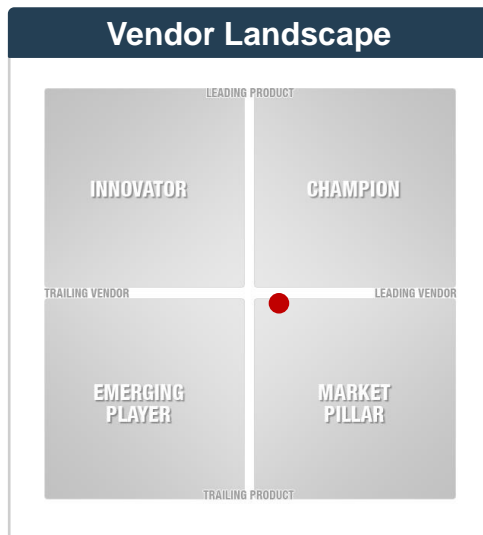 Vendor Landscape
LEADING PRODUCT
INNOVATOR
CHAMPION
TRAILING VENDOR
LEADING VENDOR
EMERGING
PLAYER
MARKET
PILLAR
TRAILING PRODUCT